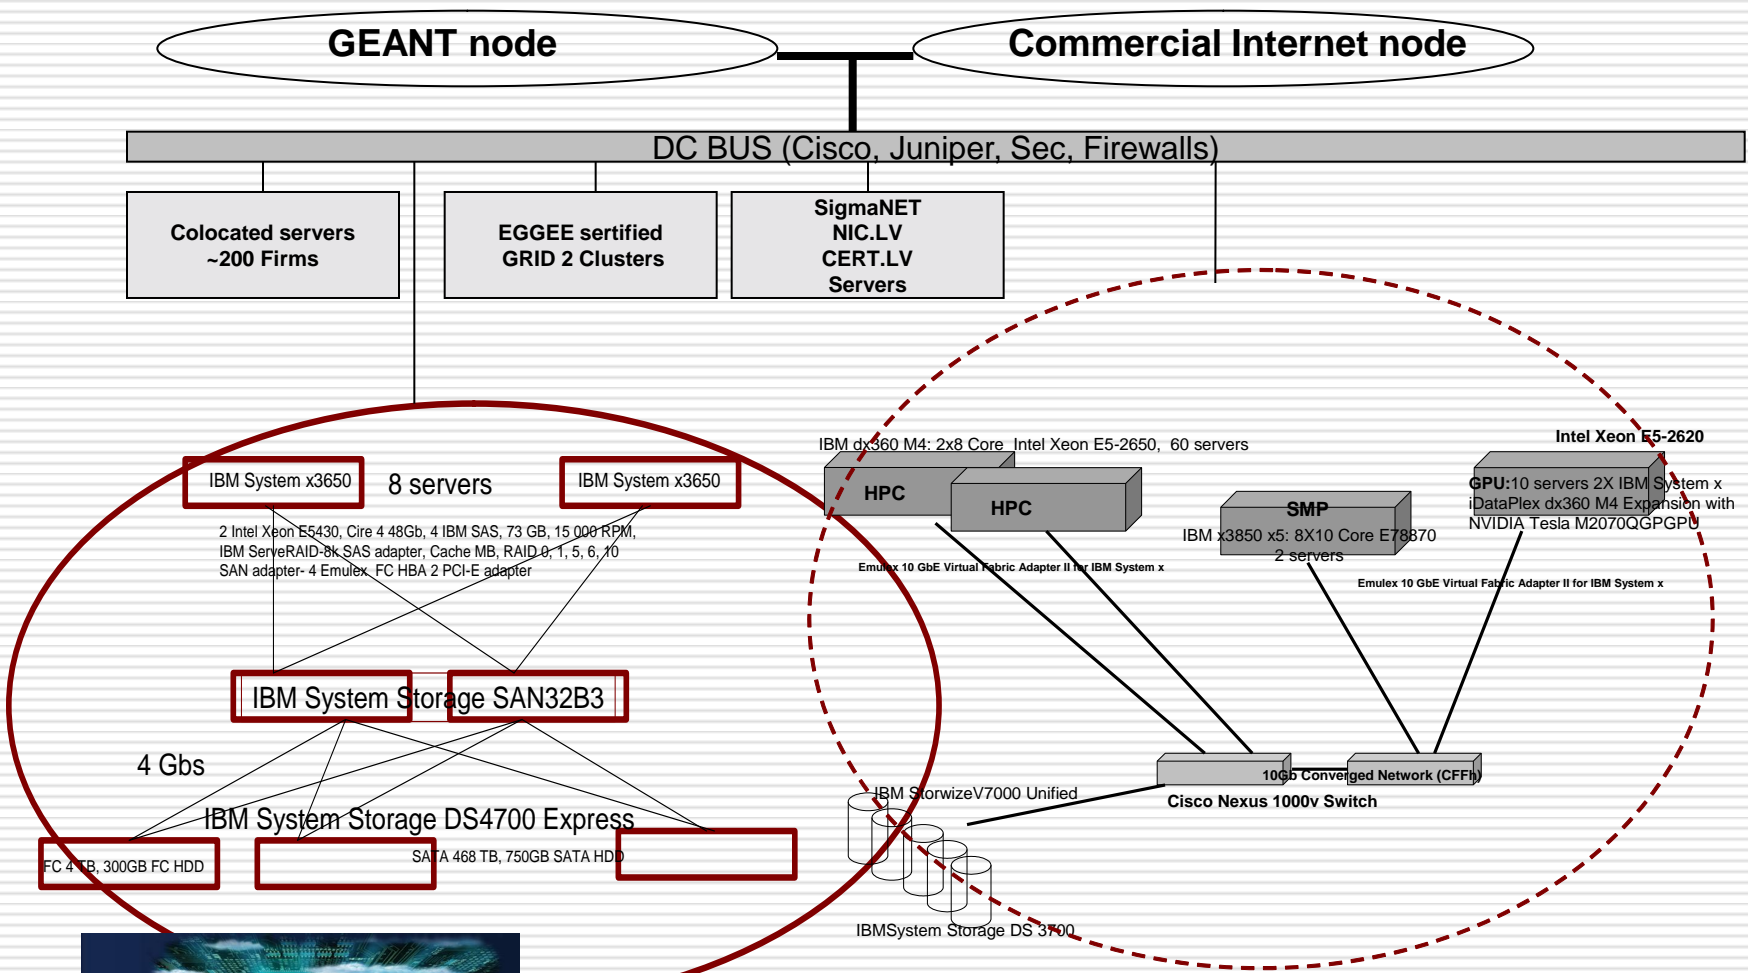 GEANT node
Commercial Internet node
DC BUS (Cisco, Juniper, Sec, Firewalls)
Colocated servers
~200 Firms
EGGEE sertified
GRID 2 Clusters
SigmaNET
NIC.LV
CERT.LV
Servers
IBM System x3650
8 servers
IBM System x3650
2 Intel Xeon E5430, Cire 4 48Gb, 4 IBM SAS, 73 GB, 15 000 RPM,
IBM ServeRAID-8k SAS adapter, Cache MB, RAID 0, 1, 5, 6, 10
SAN adapter- 4 Emulex FC HBA 2 PCI-E adapter
IBM System Storage SAN32B3
4 Gbs
IBM System Storage DS4700 Express
FC 4 TB, 300GB FC HDD
SATA 468 TB, 750GB SATA HDD
IBM dx360 M4: 2x8 Core Intel Xeon E5-2650, 60 servers
HPC
HPC
Emulex 10 GbE Virtual Fabric Adapter II for IBM System x
SMP
IBM x3850 x5: 8X10 Core E78870
2 servers
Intel Xeon E5-2620
GPU:10 servers 2X IBM System x
iDataPlex dx360 M4 Expansion with
NVIDIA Tesla M2070QGPGPU
Emulex 10 GbE Virtual Fabric Adapter II for IBM System x
10Gb Converged Network (CFFh)
Cisco Nexus 1000v Switch
IBM StorwizeV7000 Unified
IBMSystem Storage DS 3700